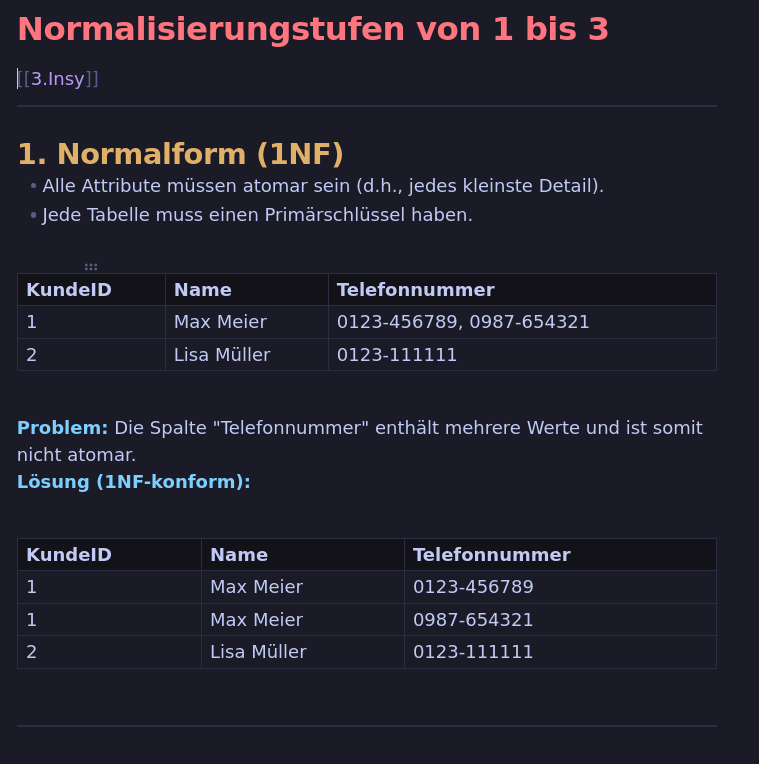 Normalisierungstufen von 1 bis 3
[[3.Insy]]
1. Normalform (1NF)
• Alle Attribute müssen atomar sein (d.h., jedes kleinste Detail).
• Jede Tabelle muss einen Primärschlüssel haben.
KundeID Name Telefonnummer
1 Max Meier 0123-456789, 0987-654321
2 Lisa Müller 0123-111111
Problem: Die Spalte "Telefonnummer" enthält mehrere Werte und ist somit
nicht atomar.
Lösung (1NF-konform):
KundeID Name Telefonnummer
1 Max Meier 0123-456789
1 Max Meier 0987-654321
2 Lisa Müller 0123-111111